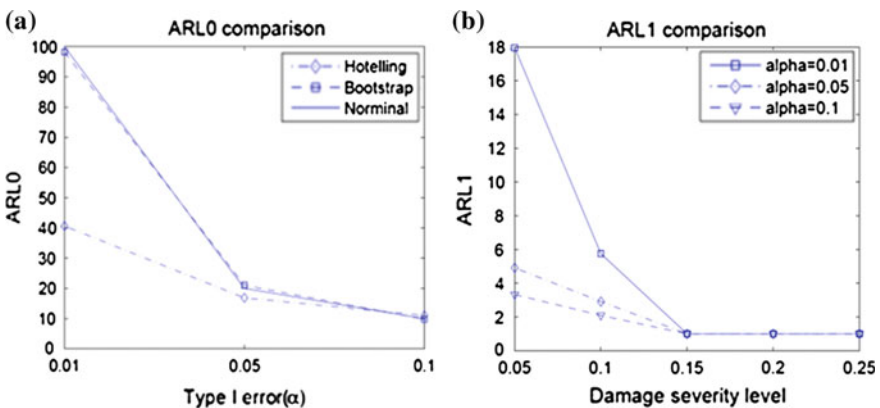 (a)
ARL0 comparison
100
90
80
70
60
50
40
30
20
10
0
ARL0
Hotelling
Bootstrap
Norminal
0.01
0.05
0.1
Type I error(α)
(b)
ARL1 comparison
18
16
14
12
10
8
6
4
2
0
ARL1
alpha=0.01
alpha=0.05
alpha=0.1
0.05
0.1
0.15
0.2
0.25
Damage severity level